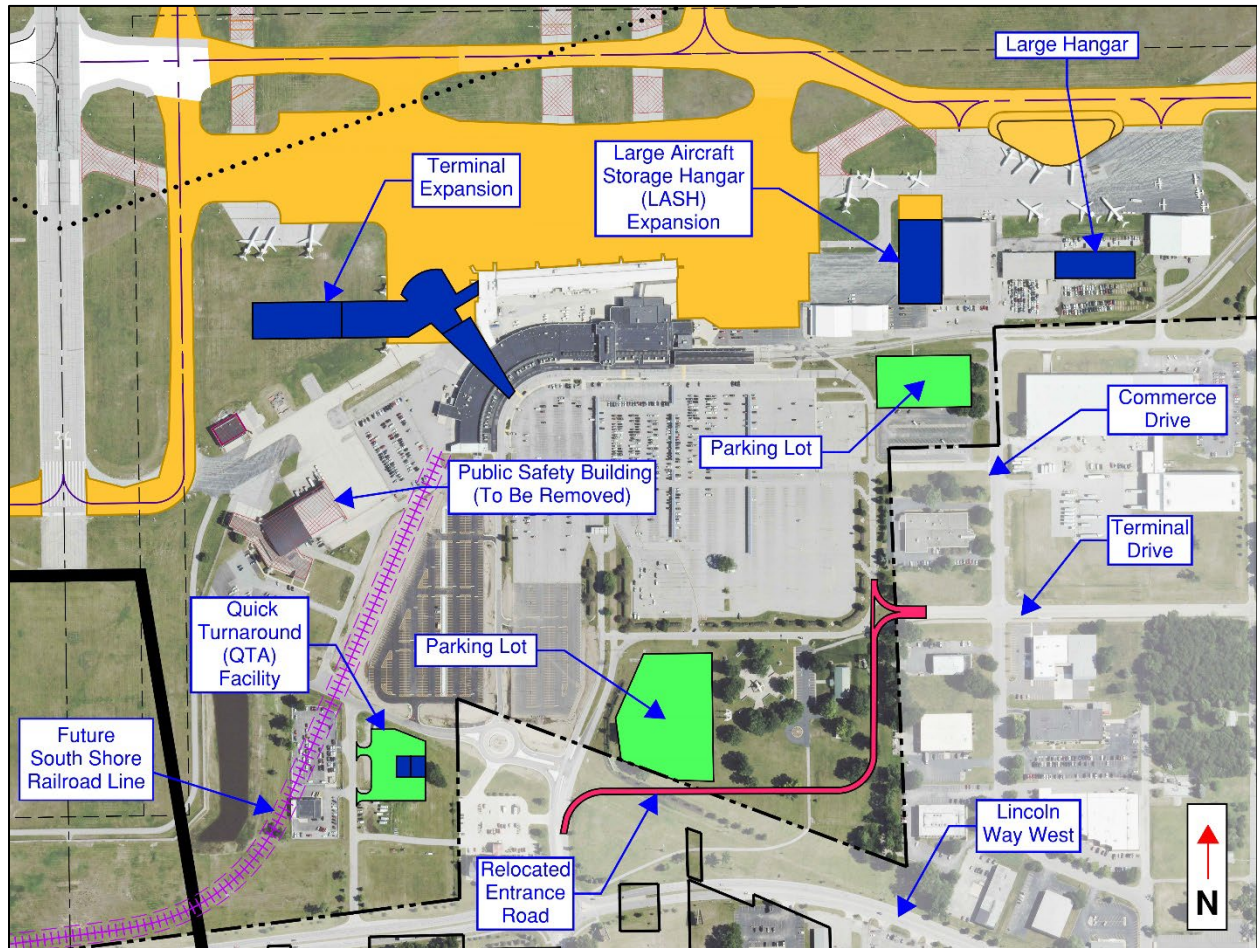 Large Hangar
Terminal
Expansion
Large Aircraft
Storage Hangar
(LASH)
Expansion
Commerce
Drive
Parking Lot
Public Safety Building
(To Be Removed)
Terminal
Drive
Quick
Turnaround
(QTA)
Facility
Parking Lot
Future
South Shore
Railroad Line
Lincoln
Way West
Relocated
Entrance
Road
N